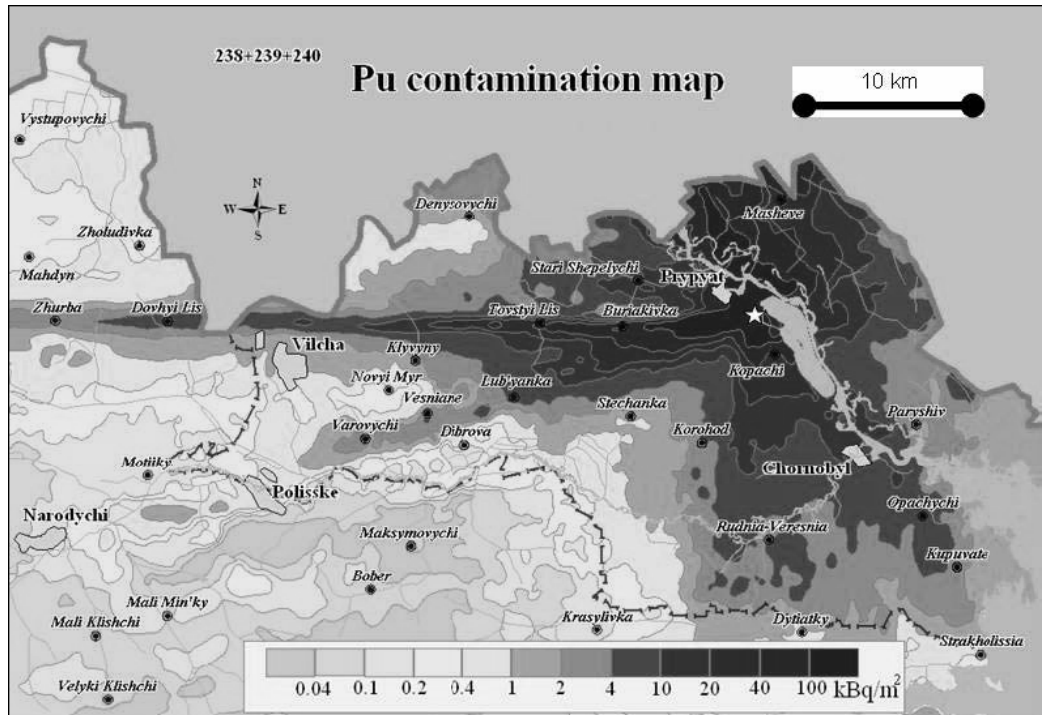 238+239+240
Pu contamination map
10 km
Vystupovychi
N
W E
S
Denysovychi
Masheve
Zholudivka
Mahdyn
Stari Shepelychi
Prypyat
Zhurba
Dovhyi Lis
Tovstyi Lis
Buriakivka
Vilcha
Klyvyny
Kopachi
Novyi Myr
Lub'yanka
Vesniane
Stechanka
Paryshiv
Varovychi
Dibrova
Korohod
Motiiky
Chornobyl
Polisske
Narodychi
Opachychi
Rudnia-Veresnia
Maksymovychi
Kupuvate
Bober
Mali Min'ky
Mali Klishchi
Krasylivka
Dytiatky
Strakholissia
Velyki Klishchi
0.04 0.1 0.2 0.4 1 2 4 10 20 40 100 kBq/m²